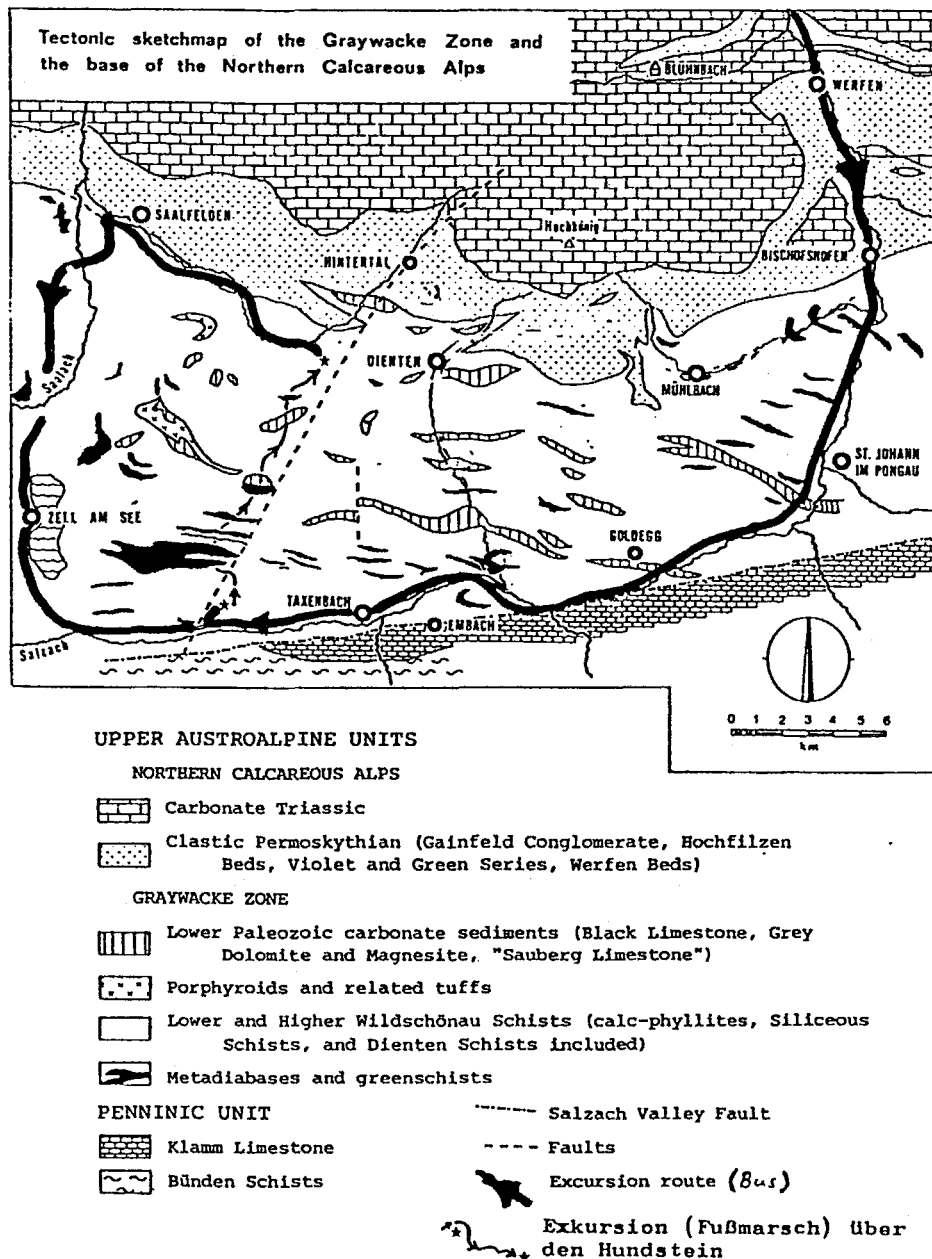 Tectonic sketchmap of the Graywacke Zone and
the base of the Northern Calcareous Alps
BLÜHNBACH
WERFEN
SAALFELDEN
Hochkönig
HINTERTAL
BISCHOFSHOFEN
Saalach
DIENTEN
MÜHLBACH
ST. JOHANN
IM PONGAU
ZELL AM SEE
GOLDEGG
TAXENBACH
EMBACH
Salzach
0 1 2 3 4 5 6
km
UPPER AUSTROALPINE UNITS
NORTHERN CALCAREOUS ALPS
Carbonate Triassic
Clastic Permoskythian (Gainfeld Conglomerate, Hochfilzen
Beds, Violet and Green Series, Werfen Beds)
GRAYWACKE ZONE
Lower Paleozoic carbonate sediments (Black Limestone, Grey
Dolomite and Magnesite, "Sauberg Limestone")
Porphyroids and related tuffs
Lower and Higher Wildschönau Schists (calc-phyllites, Siliceous
Schists, and Dienten Schists included)
Metadiabases and greenschists
PENNINIC UNIT
Salzach Valley Fault
Klamm Limestone
Faults
Bünden Schists
Excursion route (Bus)
Exkursion (Fußmarsch) über
den Hundstein